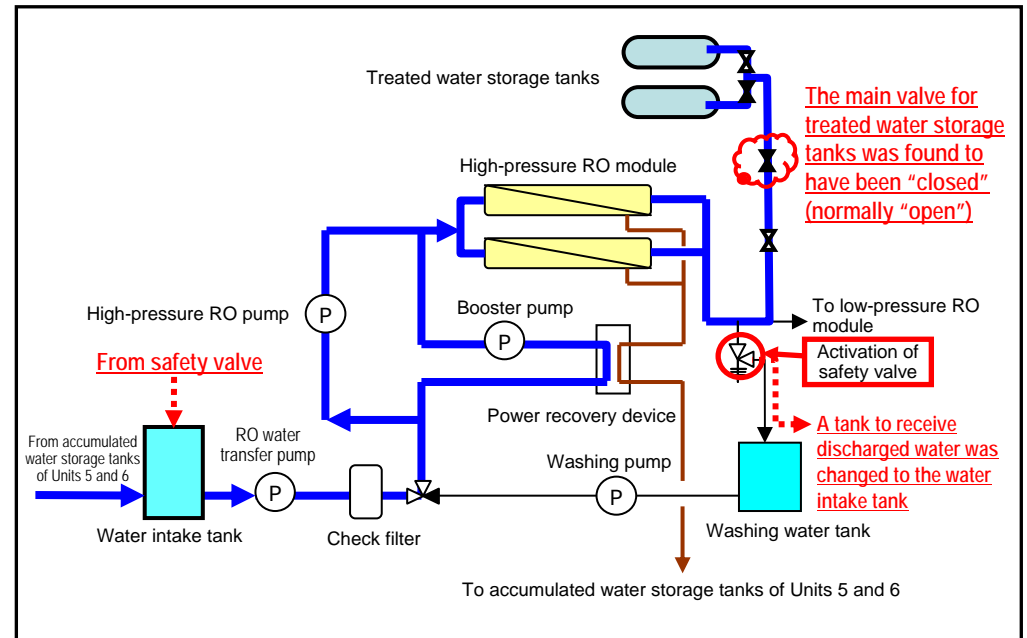 Treated water storage tanks
The main valve for
treated water storage
tanks was found to
have been “closed”
(normally “open”)
High-pressure RO module
High-pressure RO pump
P
Booster pump
P
To low-pressure RO
module
Activation of
safety valve
From safety valve
Power recovery device
From accumulated
water storage tanks
of Units 5 and 6
RO water
transfer pump
P
Washing pump
P
A tank to receive
discharged water was
changed to the water
intake tank
Water intake tank
Check filter
Washing water tank
To accumulated water storage tanks of Units 5 and 6